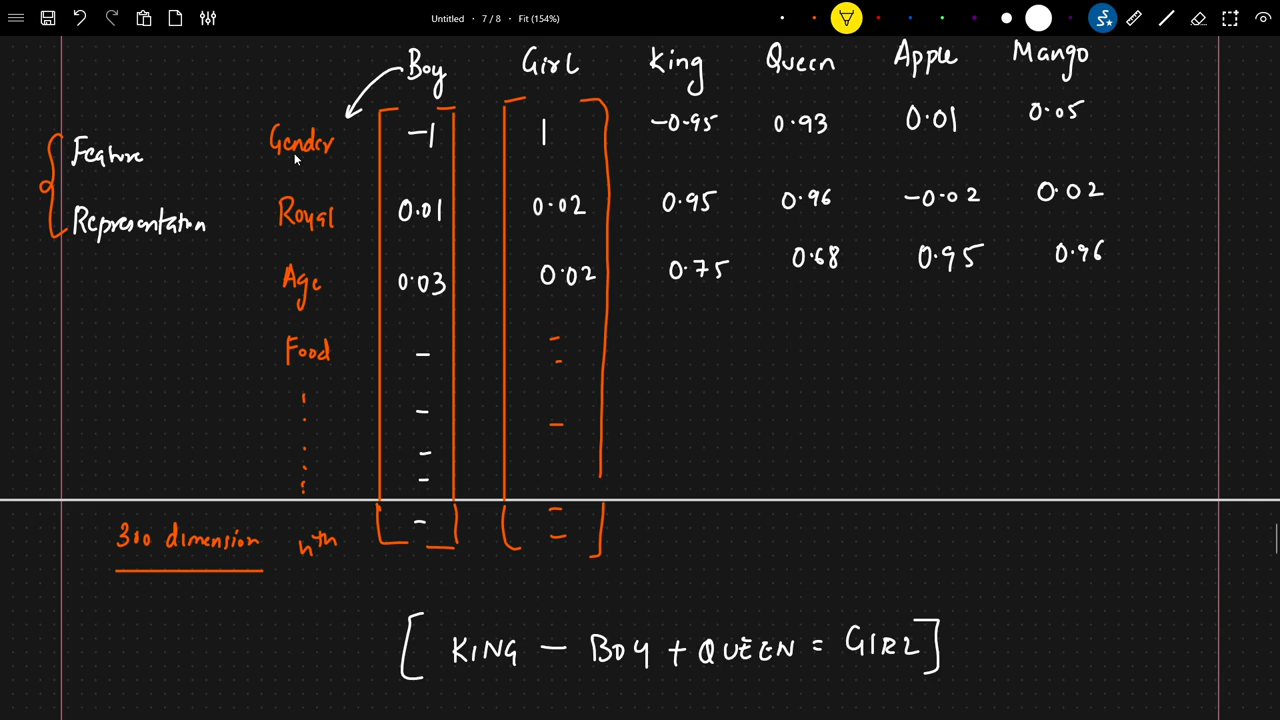 Untitled 7 / 8 Fit (154%)
Boy Girl King Queen Apple Mango
Feature Gender -1 1 -0.95 0.93 0.01 0.05
Representation Royal 0.01 0.02 0.95 0.96 -0.02 0.02
Age 0.03 0.02 0.75 0.68 0.95 0.96
Food - -
300 dimension nth
[ KING - BOY + QUEEN = GIRL ]